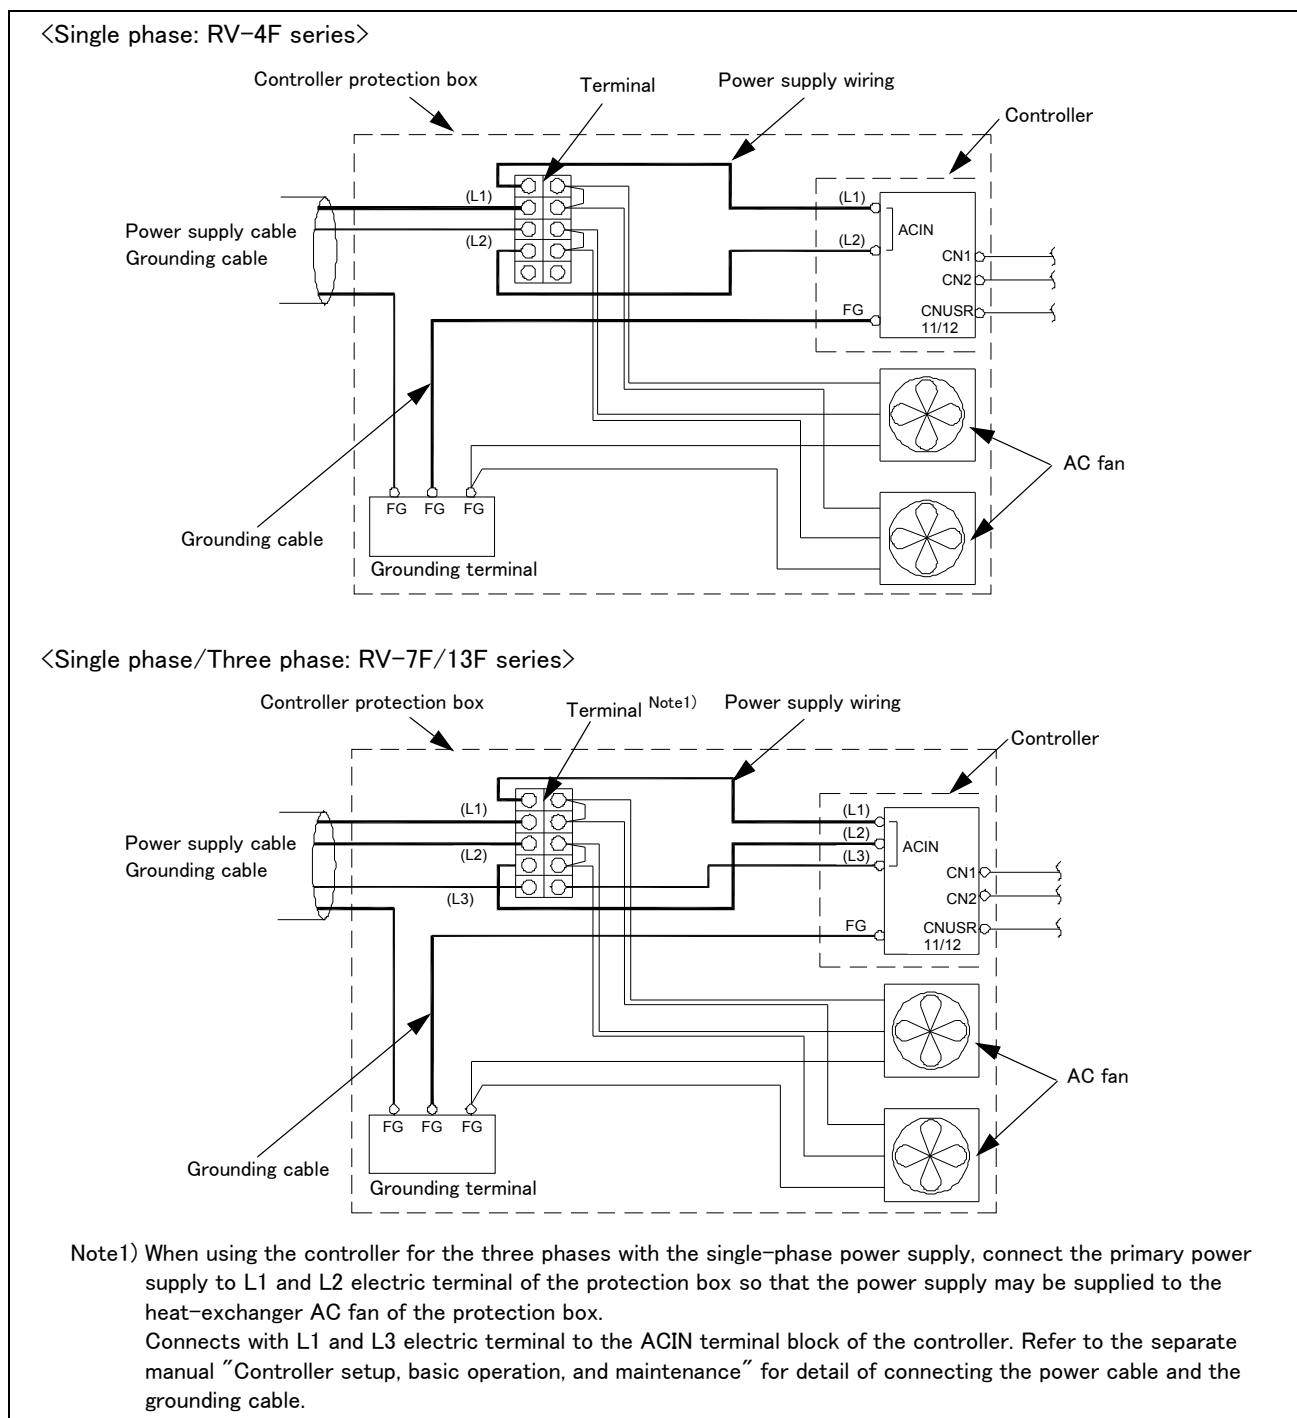 <Single phase: RV-4F series>
Controller protection box
Terminal
Power supply wiring
Controller
(L1)
(L2)
Power supply cable
Grounding cable
(L1)
(L2)
ACIN
CN1
CN2
FG
CNUSR
11/12
AC fan
FG FG FG
Grounding cable
Grounding terminal
<Single phase/Three phase: RV-7F/13F series>
Controller protection box
Terminal Note1)
Power supply wiring
Controller
(L1)
(L2)
(L3)
Power supply cable
Grounding cable
(L1)
(L2)
(L3)
ACIN
CN1
CN2
FG
CNUSR
11/12
AC fan
FG FG FG
Grounding cable
Grounding terminal
Note1) When using the controller for the three phases with the single-phase power supply, connect the primary power
supply to L1 and L2 electric terminal of the protection box so that the power supply may be supplied to the
heat-exchanger AC fan of the protection box.
Connects with L1 and L3 electric terminal to the ACIN terminal block of the controller. Refer to the separate
manual "Controller setup, basic operation, and maintenance" for detail of connecting the power cable and the
grounding cable.